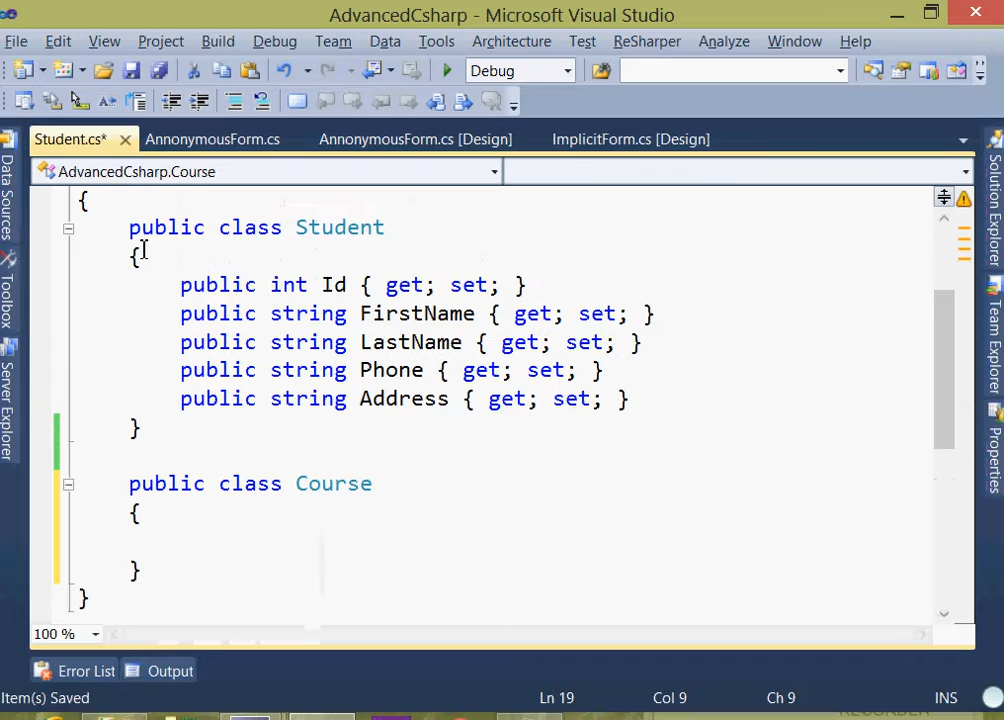 AdvancedCsharp - Microsoft Visual Studio
File Edit View Project Build Debug Team Data Tools Architecture Test ReSharper Analyze Window Help
Debug
Student.cs* AnnonymousForm.cs AnnonymousForm.cs [Design] ImplicitForm.cs [Design]
AdvancedCsharp.Course
{
public class Student
{
public int Id { get; set; }
public string FirstName { get; set; }
public string LastName { get; set; }
public string Phone { get; set; }
public string Address { get; set; }
}
public class Course
{
}
}
100 %
Error List Output
Item(s) Saved Ln 19 Col 9 Ch 9 INS
Data Sources
Toolbox
Server Explorer
Solution Explorer
Team Explorer
Properties